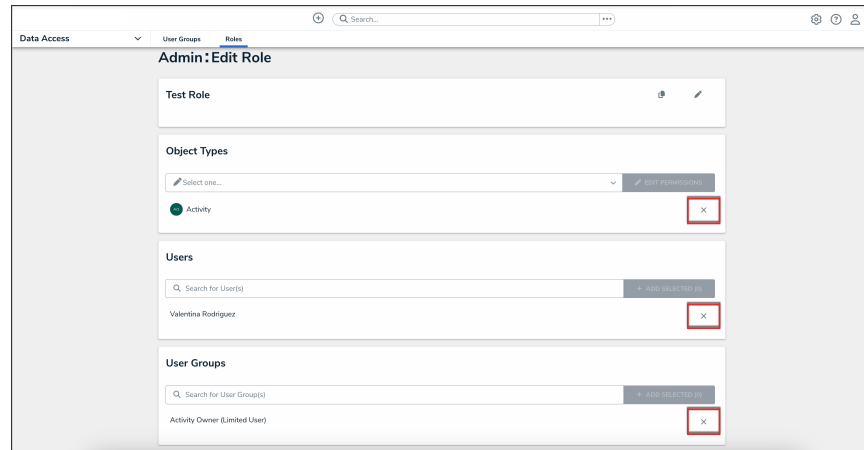 Search...
Data Access
User Groups
Roles
Admin:Edit Role
Test Role
Object Types
Select one...
EDIT PERMISSIONS
Activity
Users
Search for User(s)
+ ADD SELECTED (0)
Valentina Rodriguez
User Groups
Search for User Group(s)
+ ADD SELECTED (0)
Activity Owner (Limited User)